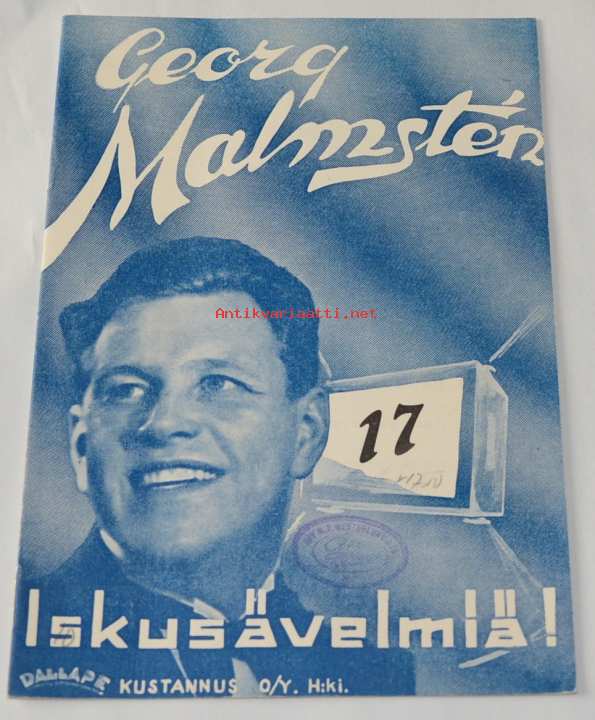 Georg
Malmstén
Antikvariaatti.net
17
Iskusävelmiä!
DALLAPÉ KUSTANNUS O/Y. H:ki.